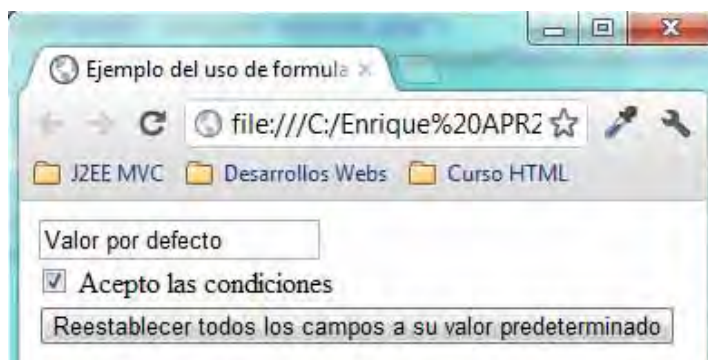 Ejemplo del uso de formula
file:///C:/Enrique%20APR2
J2EE MVC Desarrollos Webs Curso HTML
Valor por defecto
Acepto las condiciones
Reestablecer todos los campos a su valor predeterminado